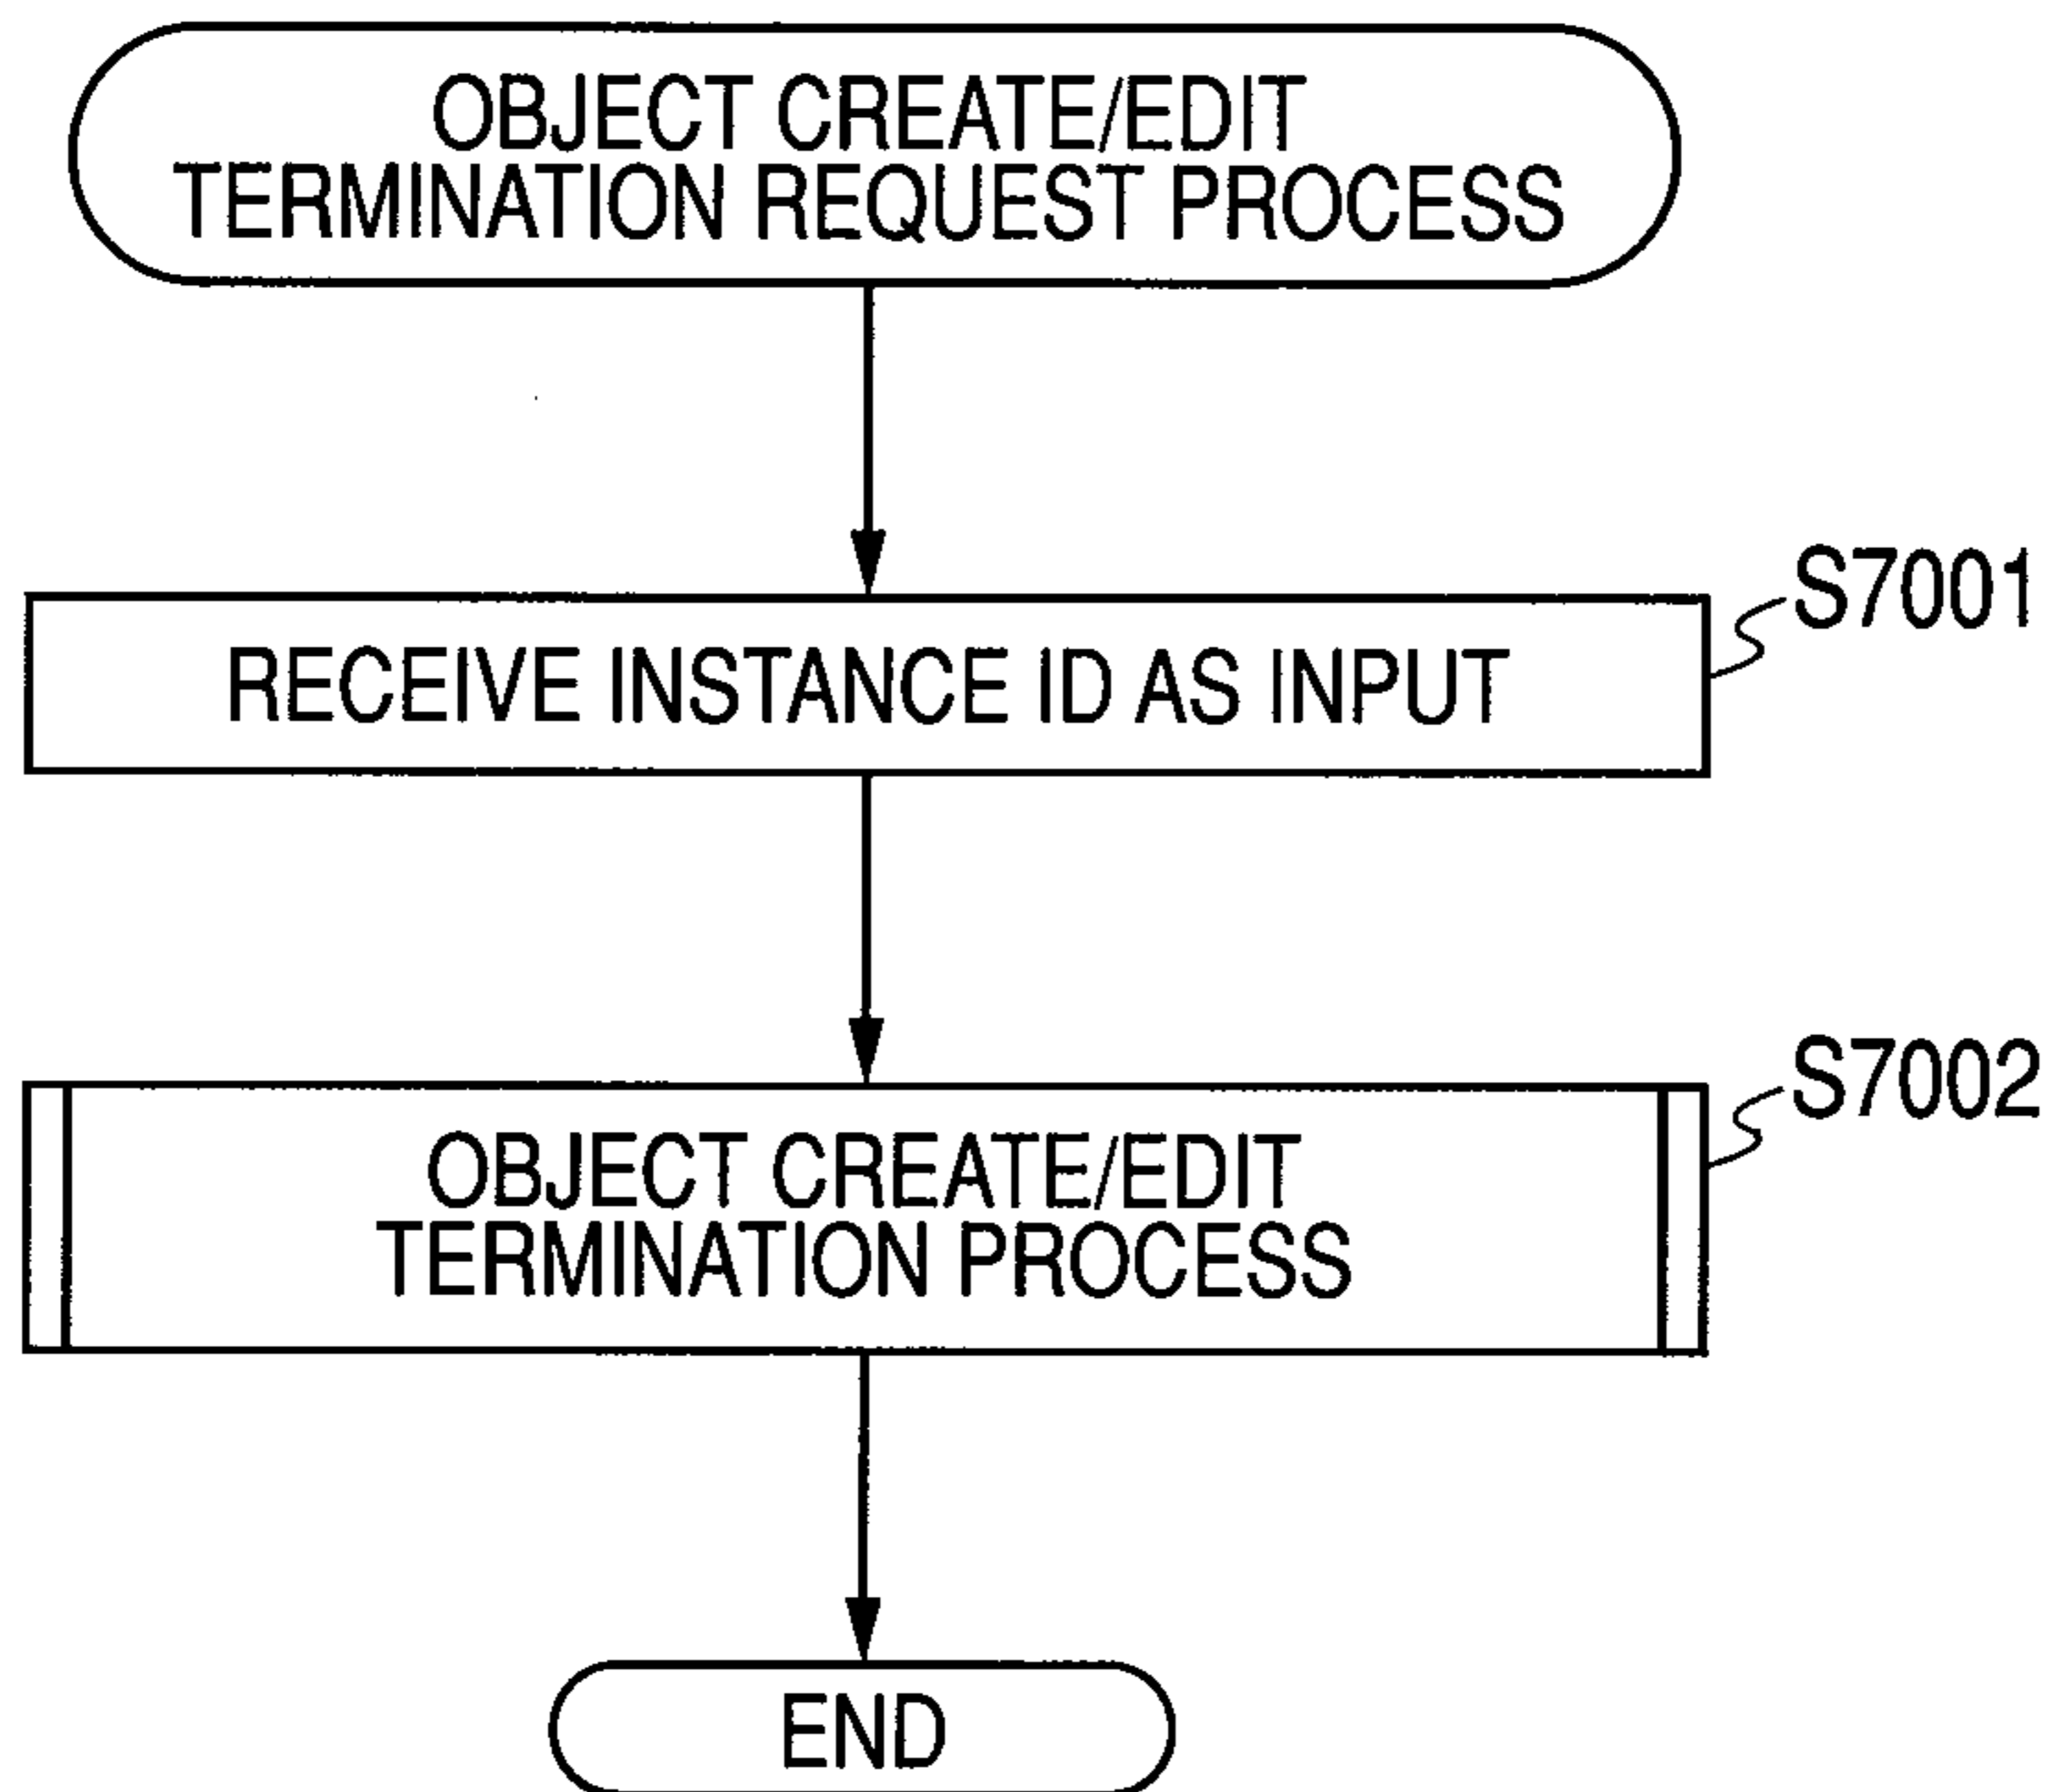 OBJECT CREATE/EDIT
TERMINATION REQUEST PROCESS
S7001
RECEIVE INSTANCE ID AS INPUT
S7002
OBJECT CREATE/EDIT
TERMINATION PROCESS
END